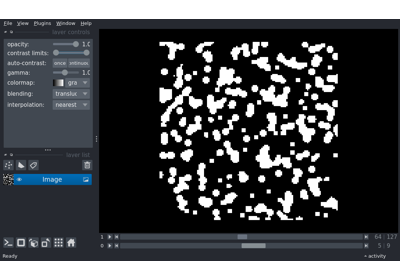 File View Plugins Window Help
layer controls
opacity: 1.0
contrast limits:
auto-contrast: once
gamma: 1.0
colormap: gra
blending: transluc
interpolation: nearest
layer list
Image
1 64 127
0 5 9
Ready activity